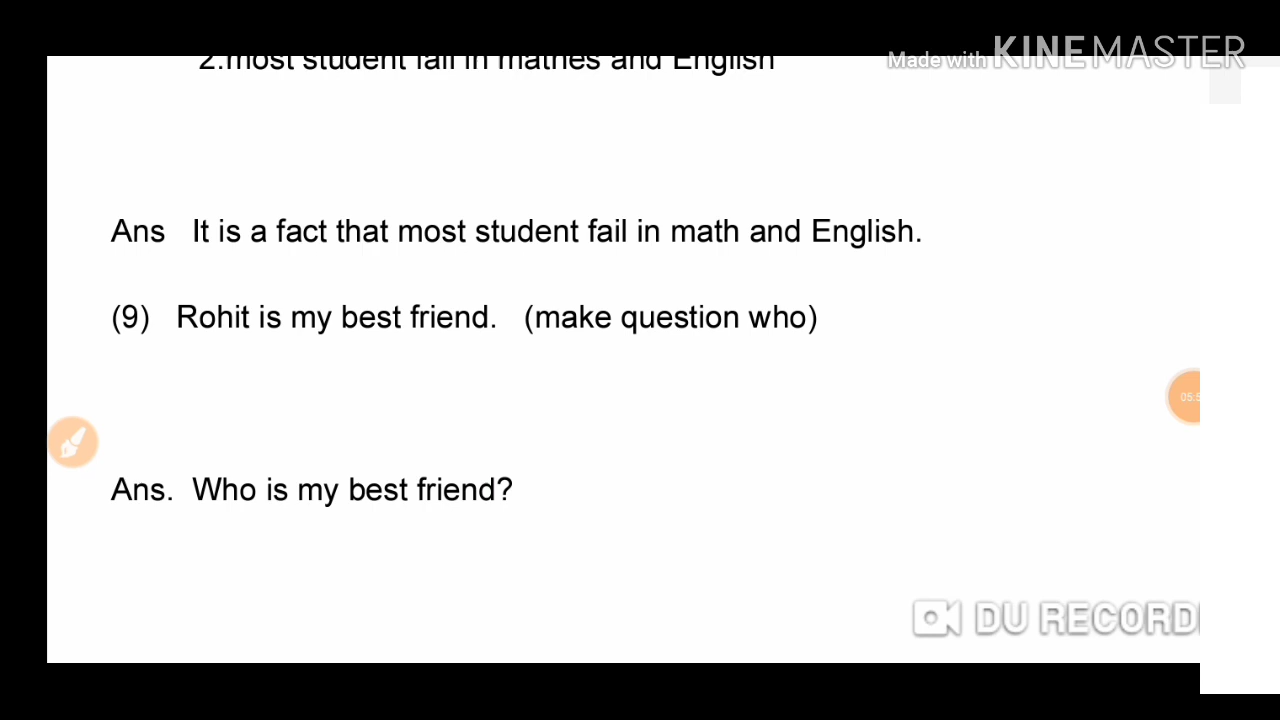 Made with KINEMASTER
2.most student fail in mathes and English
Ans It is a fact that most student fail in math and English.
(9) Rohit is my best friend. (make question who)
Ans. Who is my best friend?
DU RECORD